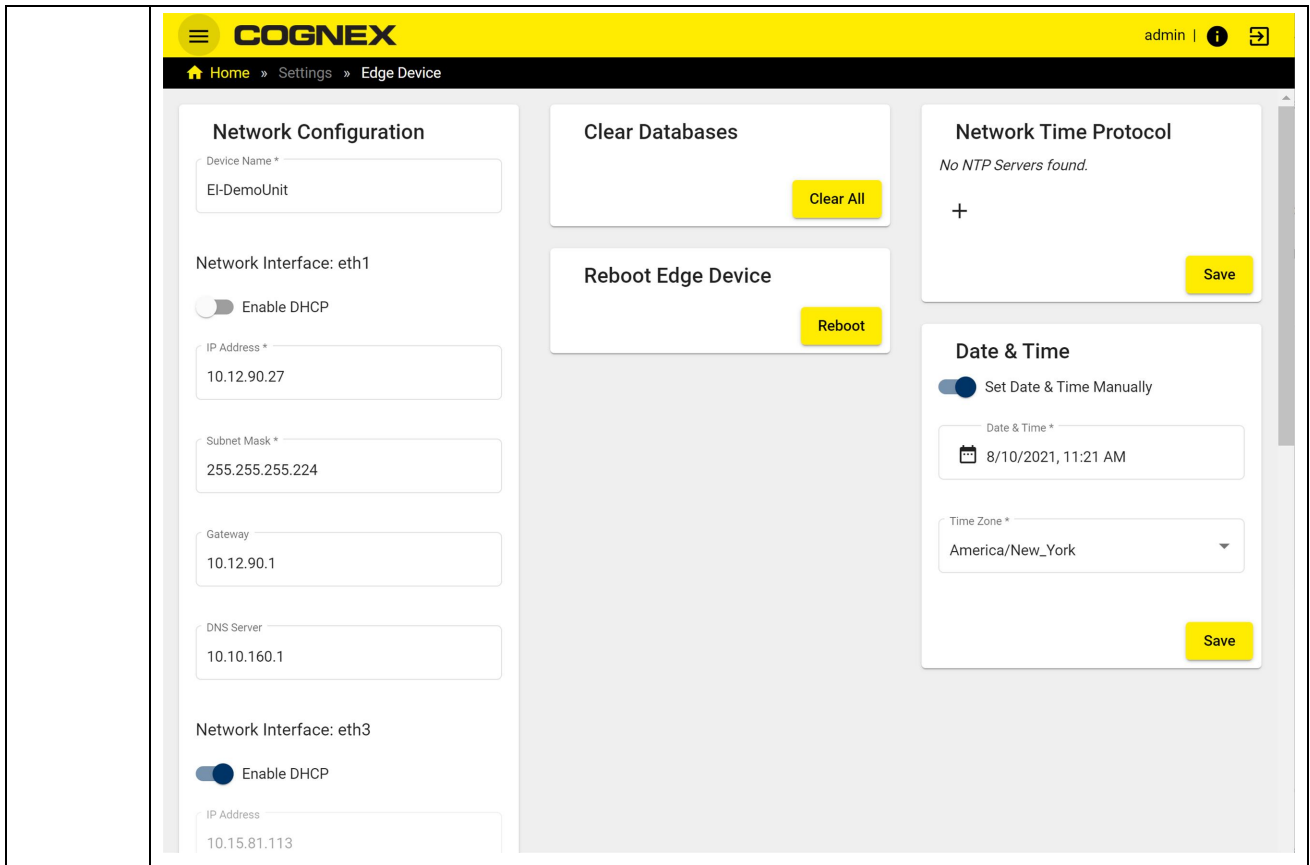 COGNEX
admin |
Home » Settings » Edge Device
Network Configuration
Device Name *
EI-DemoUnit
Network Interface: eth1
Enable DHCP
IP Address *
10.12.90.27
Subnet Mask *
255.255.255.224
Gateway
10.12.90.1
DNS Server
10.10.160.1
Network Interface: eth3
Enable DHCP
IP Address
10.15.81.113
Clear Databases
Clear All
Reboot Edge Device
Reboot
Network Time Protocol
No NTP Servers found.
+
Save
Date & Time
Set Date & Time Manually
Date & Time *
8/10/2021, 11:21 AM
Time Zone *
America/New_York
Save